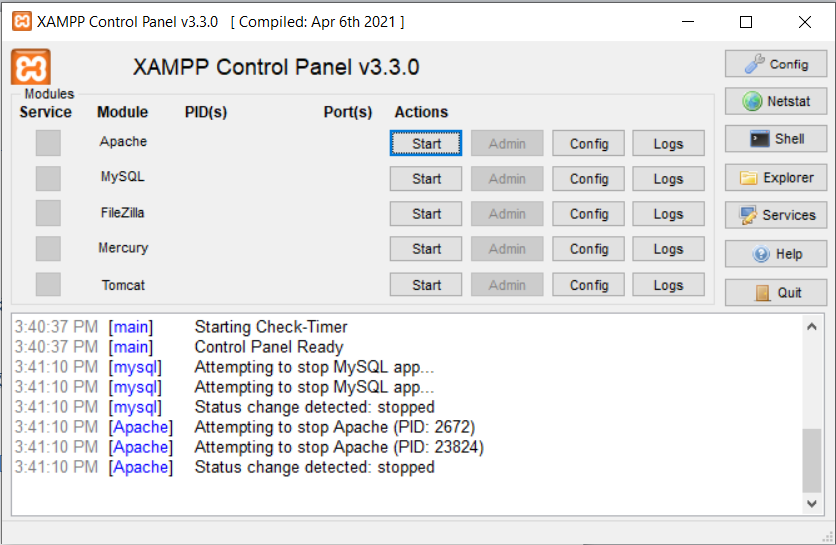 XAMPP Control Panel v3.3.0 [ Compiled: Apr 6th 2021 ]
XAMPP Control Panel v3.3.0
Config
Modules
Service Module PID(s) Port(s) Actions
Netstat
Apache Start Admin Config Logs
Shell
MySQL Start Admin Config Logs
Explorer
FileZilla Start Admin Config Logs
Services
Mercury Start Admin Config Logs
Help
Tomcat Start Admin Config Logs
Quit
3:40:37 PM [main] Starting Check-Timer
3:40:37 PM [main] Control Panel Ready
3:41:10 PM [mysql] Attempting to stop MySQL app...
3:41:10 PM [mysql] Attempting to stop MySQL app...
3:41:10 PM [mysql] Status change detected: stopped
3:41:10 PM [Apache] Attempting to stop Apache (PID: 2672)
3:41:10 PM [Apache] Attempting to stop Apache (PID: 23824)
3:41:10 PM [Apache] Status change detected: stopped